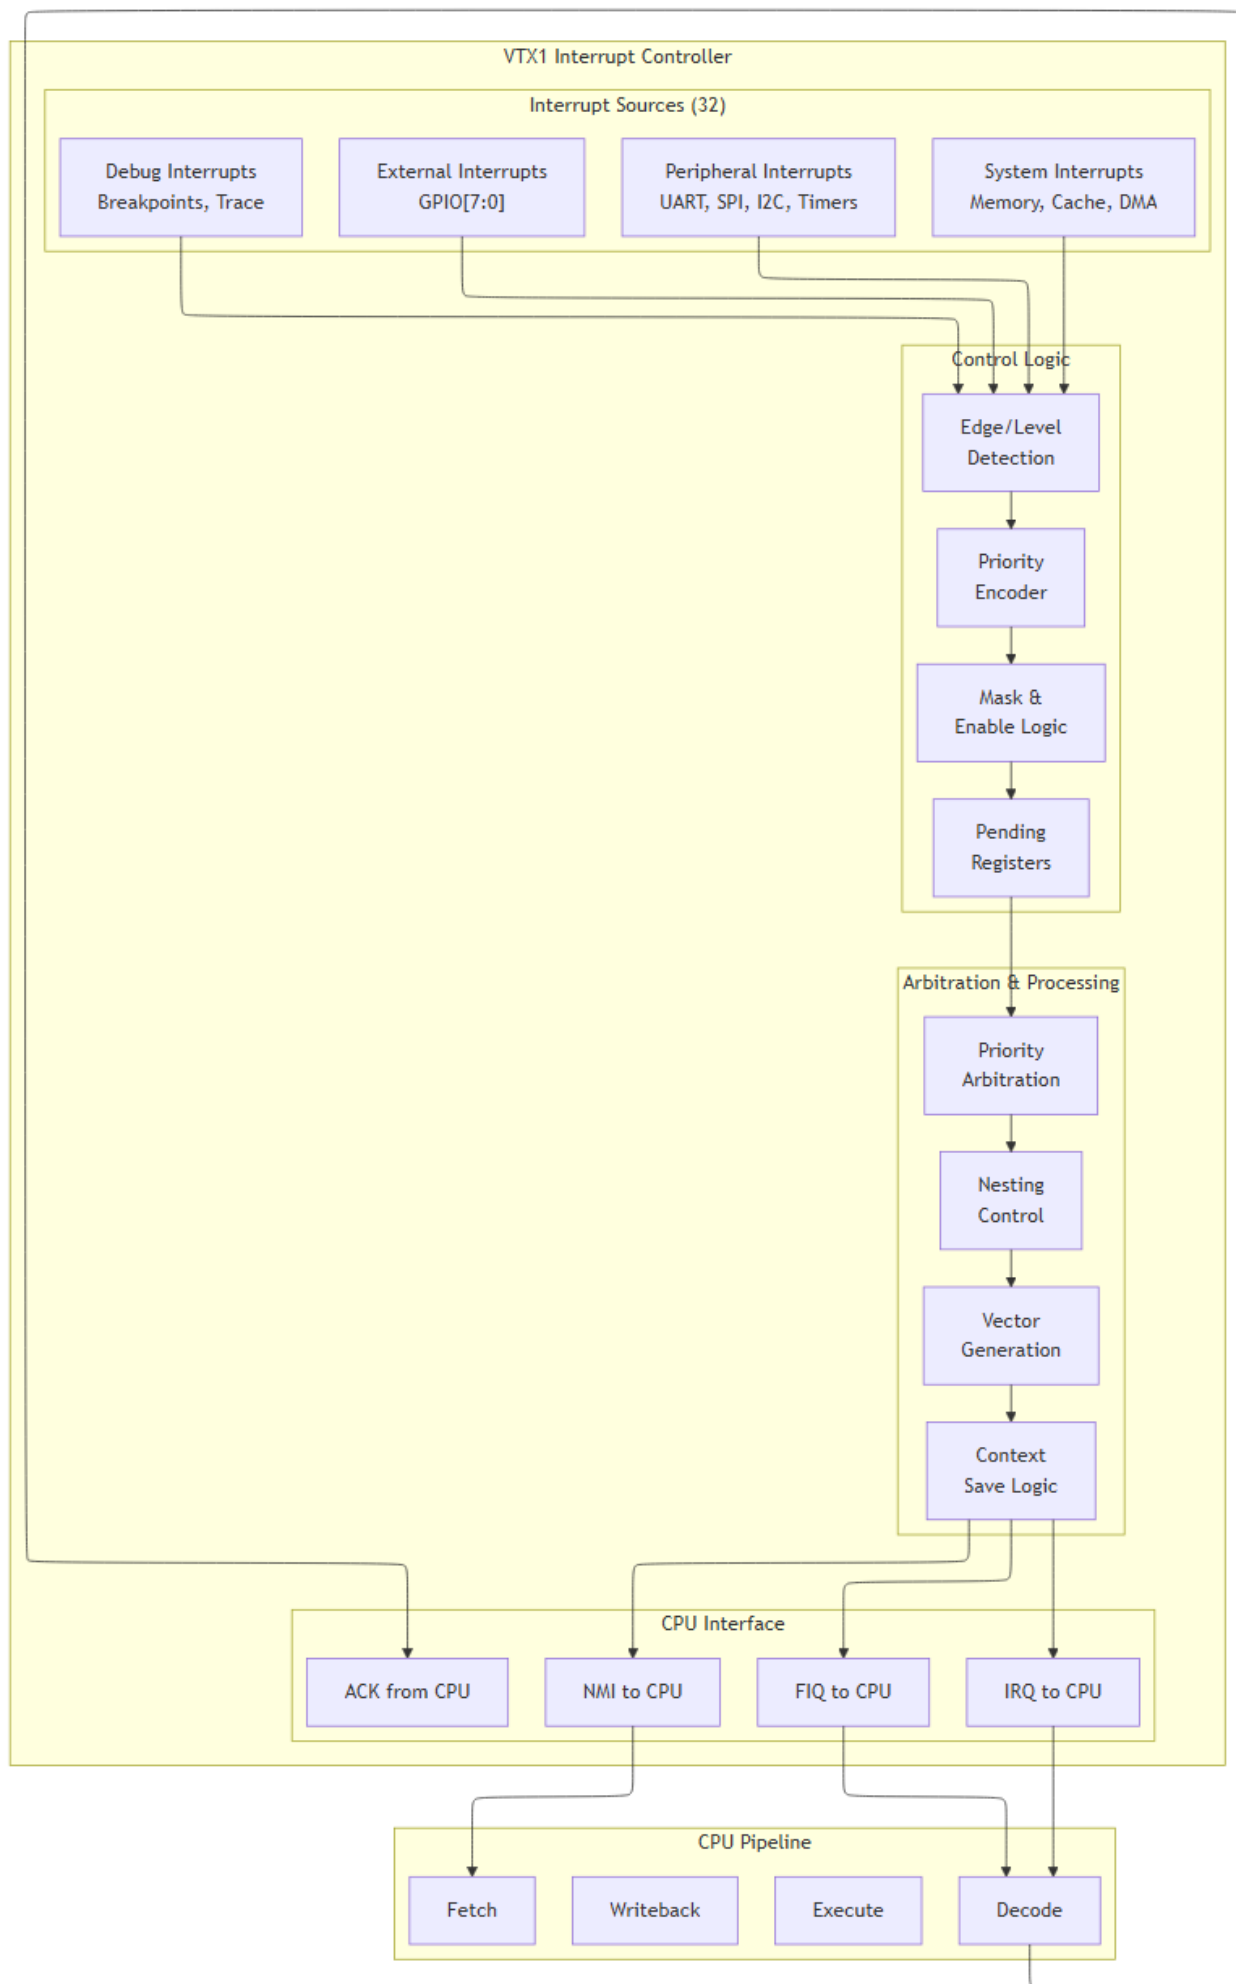 VTX1 Interrupt Controller
Interrupt Sources (32)
Debug Interrupts
Breakpoints, Trace
External Interrupts
GPIO[7:0]
Peripheral Interrupts
UART, SPI, I2C, Timers
System Interrupts
Memory, Cache, DMA
Control Logic
Edge/Level
Detection
Priority
Encoder
Mask &
Enable Logic
Pending
Registers
Arbitration & Processing
Priority
Arbitration
Nesting
Control
Vector
Generation
Context
Save Logic
CPU Interface
ACK from CPU
NMI to CPU
FIQ to CPU
IRQ to CPU
CPU Pipeline
Fetch
Writeback
Execute
Decode